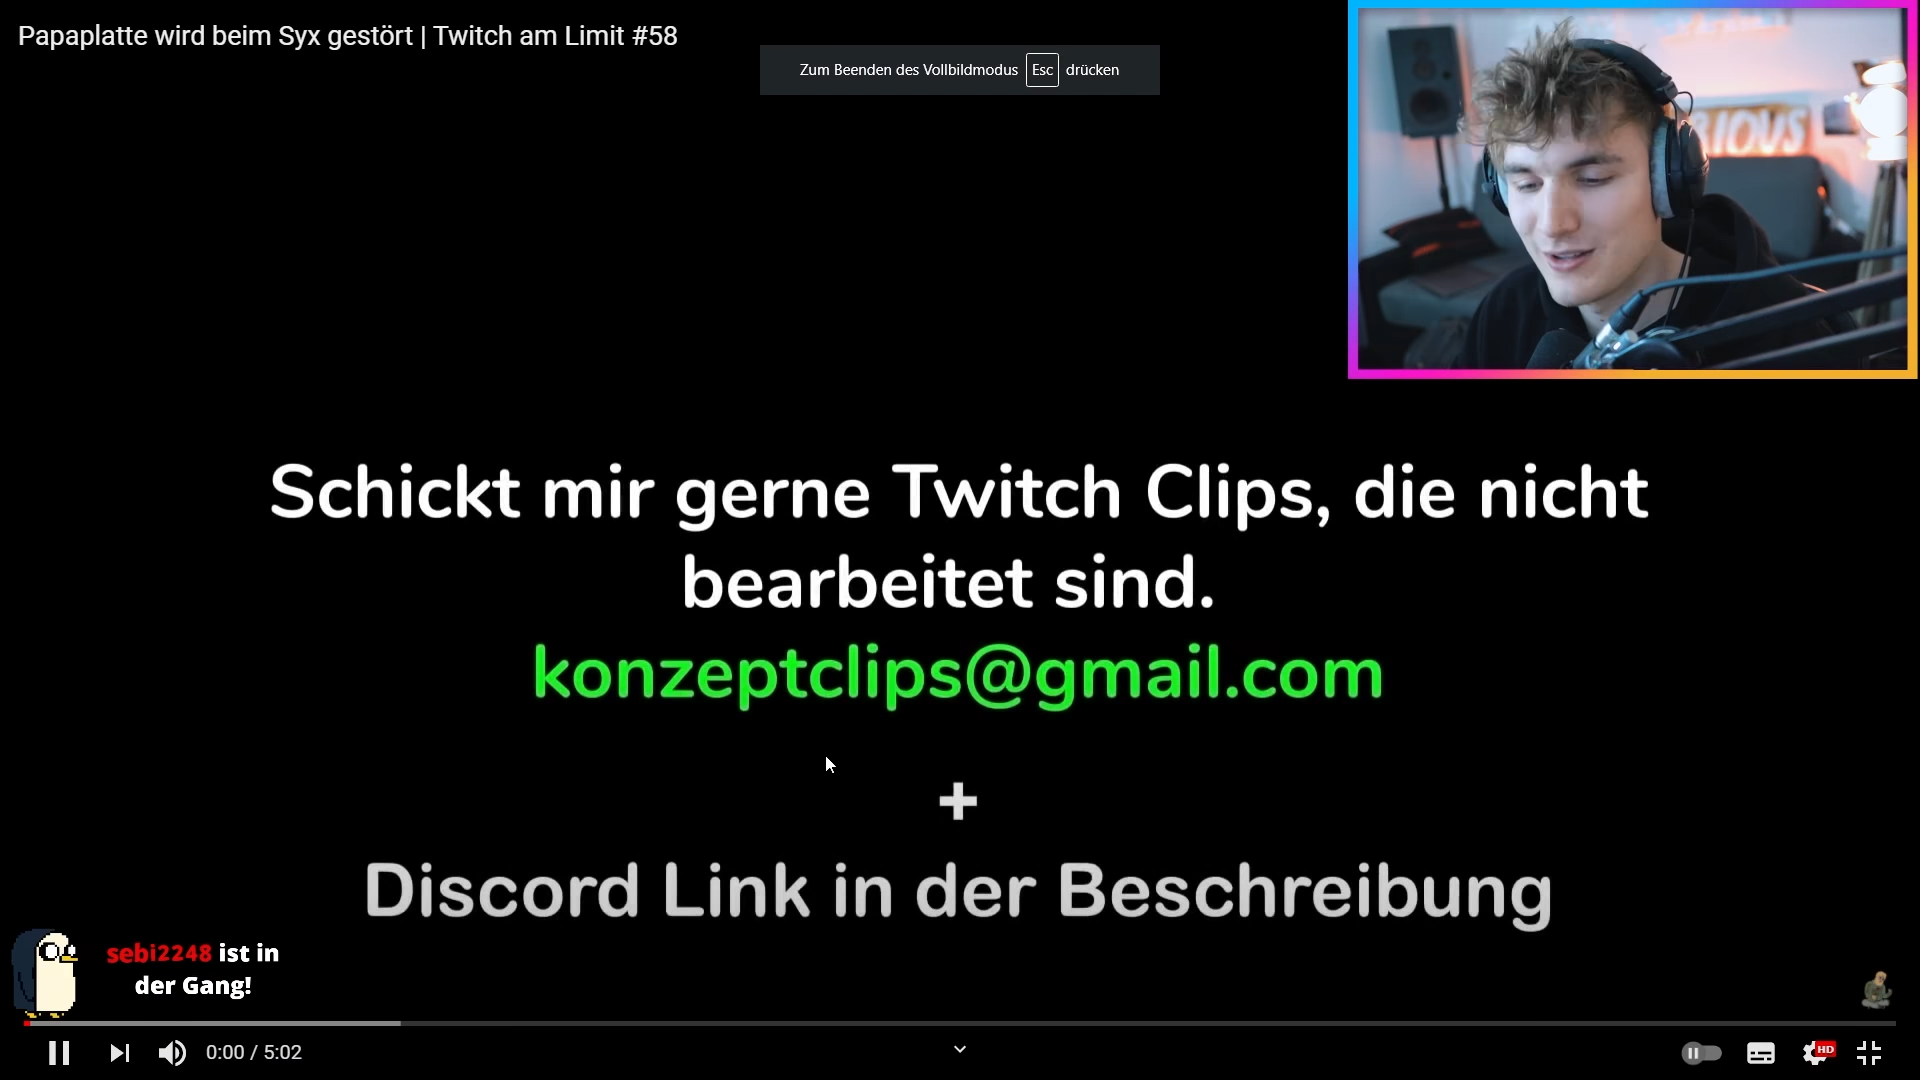 Papaplatte wird beim Syx gestört | Twitch am Limit #58
Zum Beenden des Vollbildmodus Esc drücken
IOUS
Schickt mir gerne Twitch Clips, die nicht
bearbeitet sind.
konzeptclips@gmail.com
+
Discord Link in der Beschreibung
sebi2248 ist in
der Gang!
0:00 / 5:02
HD